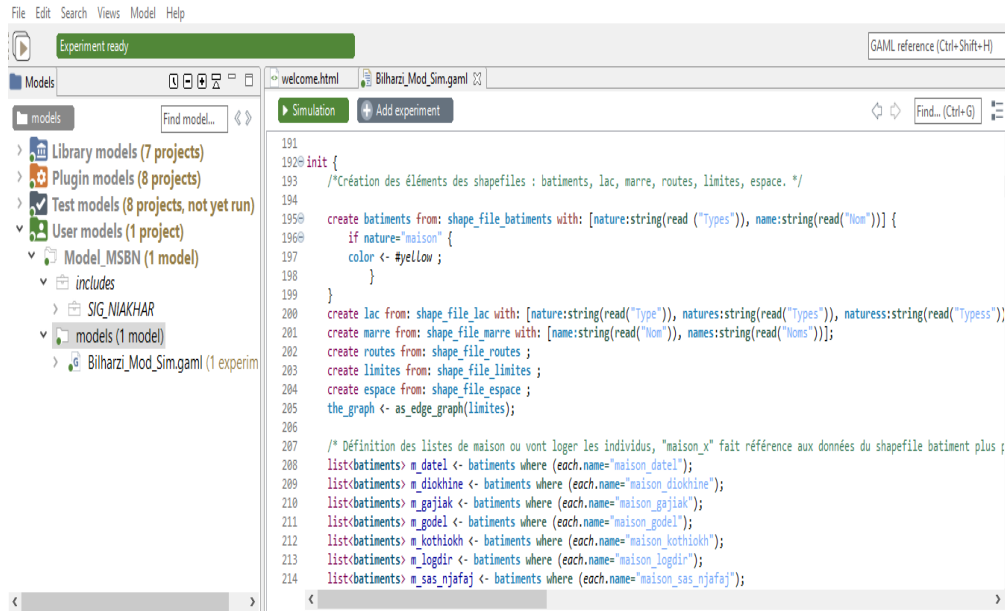 File Edit Search Views Model Help
Experiment ready
GAML reference (Ctrl+Shift+H)
Models
welcome.html
Bilharzi_Mod_Sim.gaml
models
Find model...
Simulation
Add experiment
Find... (Ctrl+G)
Library models (7 projects)
Plugin models (8 projects)
Test models (8 projects, not yet run)
User models (1 project)
Model_MSBN (1 model)
includes
SIG_NIAKHAR
models (1 model)
Bilharzi_Mod_Sim.gaml (1 experim
191
192 init {
193 /*Création des éléments des shapefiles : batiments, lac, marre, routes, limites, espace. */
194
195 create batiments from: shape_file_batiments with: [nature:string(read ("Types")), name:string(read("Nom"))] {
196 if nature="maison" {
197 color <- #yellow ;
198 }
199 }
200 create lac from: shape_file_lac with: [nature:string(read("Type")), natures:string(read("Types")), naturess:string(read("Typess"))
201 create marre from: shape_file_marre with: [name:string(read("Nom")), names:string(read("Noms"))];
202 create routes from: shape_file_routes ;
203 create limites from: shape_file_limites ;
204 create espace from: shape_file_espace ;
205 the_graph <- as_edge_graph(limites);
206
207 /* Définition des listes de maison ou vont loger les individus, "maison_x" fait référence aux données du shapefile batiment plus p
208 list<batiments> m_datel <- batiments where (each.name="maison_datel");
209 list<batiments> m_diokhine <- batiments where (each.name="maison_diokhine");
210 list<batiments> m_gajiak <- batiments where (each.name="maison_gajiak");
211 list<batiments> m_godel <- batiments where (each.name="maison_godel");
212 list<batiments> m_kothiokh <- batiments where (each.name="maison_kothiokh");
213 list<batiments> m_logdir <- batiments where (each.name="maison_logdir");
214 list<batiments> m_sas_njafaj <- batiments where (each.name="maison_sas_njafaj");